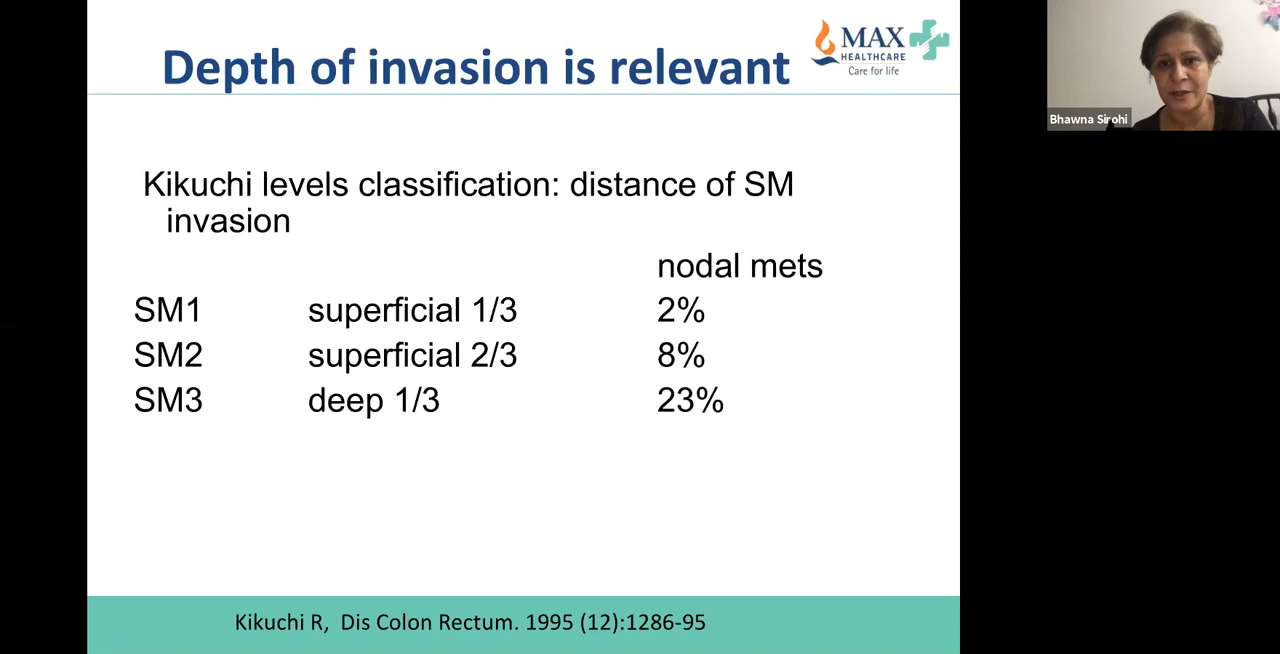 Depth of invasion is relevant
MAX
HEALTHCARE
Care for life
Bhawna Sirohi
Kikuchi levels classification: distance of SM
invasion
nodal mets
SM1 superficial 1/3 2%
SM2 superficial 2/3 8%
SM3 deep 1/3 23%
Kikuchi R, Dis Colon Rectum. 1995 (12):1286-95